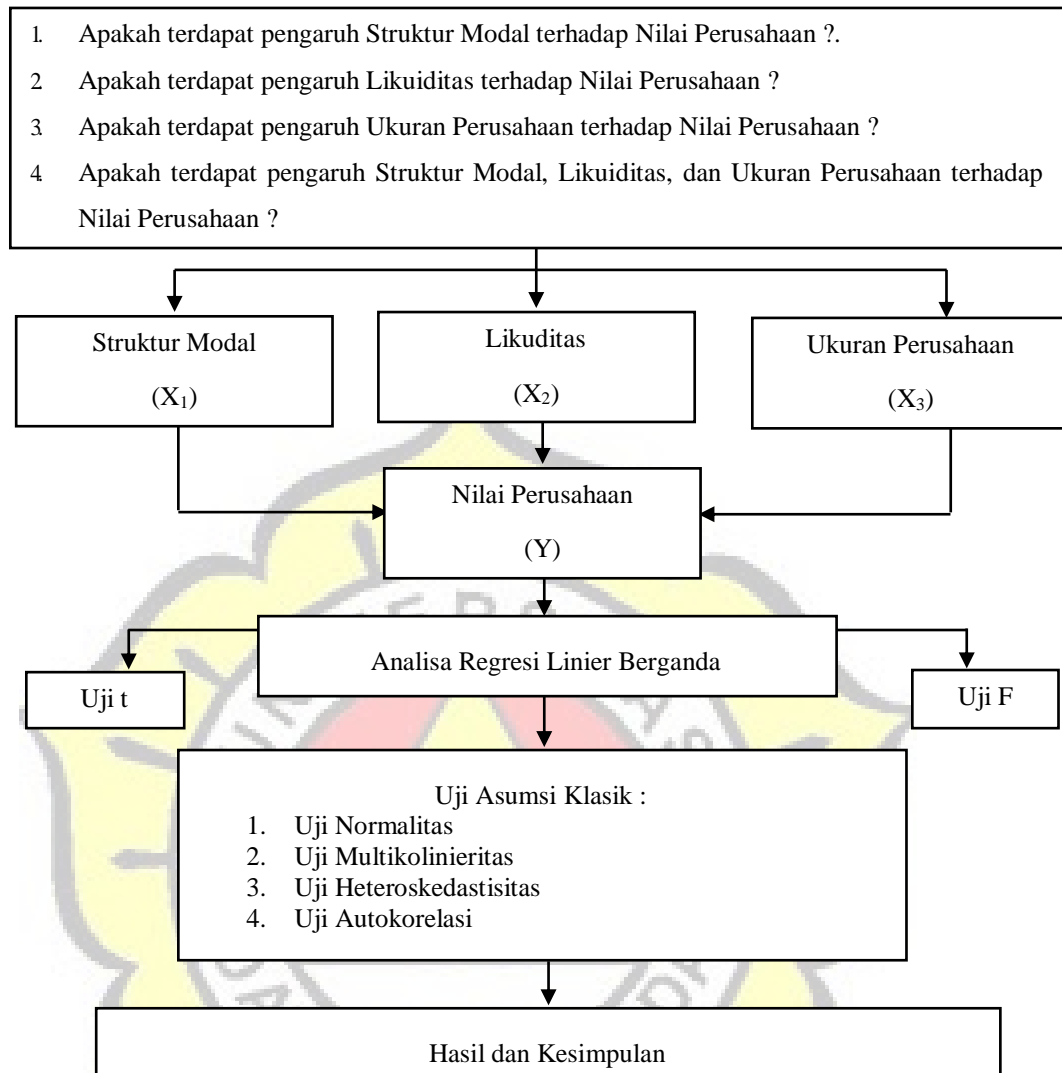 1. Apakah terdapat pengaruh Struktur Modal terhadap Nilai Perusahaan ?.
2. Apakah terdapat pengaruh Likuiditas terhadap Nilai Perusahaan ?
3. Apakah terdapat pengaruh Ukuran Perusahaan terhadap Nilai Perusahaan ?
4. Apakah terdapat pengaruh Struktur Modal, Likuiditas, dan Ukuran Perusahaan terhadap
Nilai Perusahaan ?
Struktur Modal
(X₁)
Likuditas
(X₂)
Ukuran Perusahaan
(X₃)
Nilai Perusahaan
(Y)
Analisa Regresi Linier Berganda
Uji t
Uji F
Uji Asumsi Klasik :
1. Uji Normalitas
2. Uji Multikolinieritas
3. Uji Heteroskedastisitas
4. Uji Autokorelasi
Hasil dan Kesimpulan